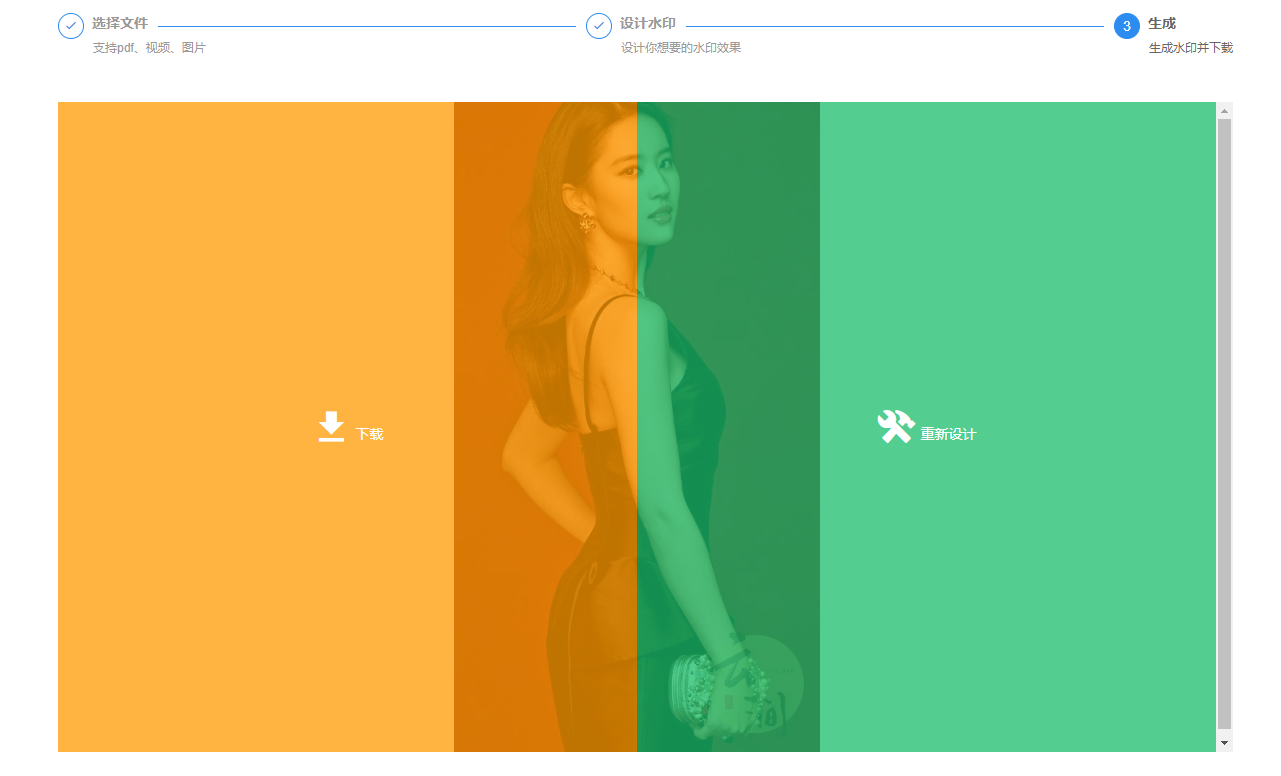 选择文件
支持pdf、视频、图片
设计水印
设计你想要的水印效果
3 生成
生成水印并下载
下载
重新设计